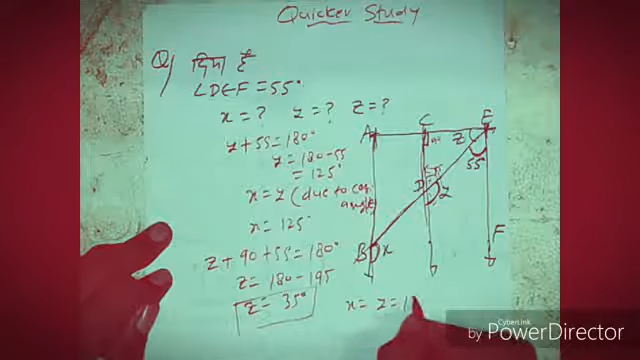 Quicker Study
Q) दिया है
∠DEF = 55°
x = ? y = ? z = ?
y + 55 = 180°
y = 180 - 55
= 125°
x = y (due to cor. angle)
x = 125°
z + 90 + 55 = 180°
z = 180 - 145
z = 35°
x = y = 1
A C E
z
55
D y
F
B x
CyberLink
by PowerDirector